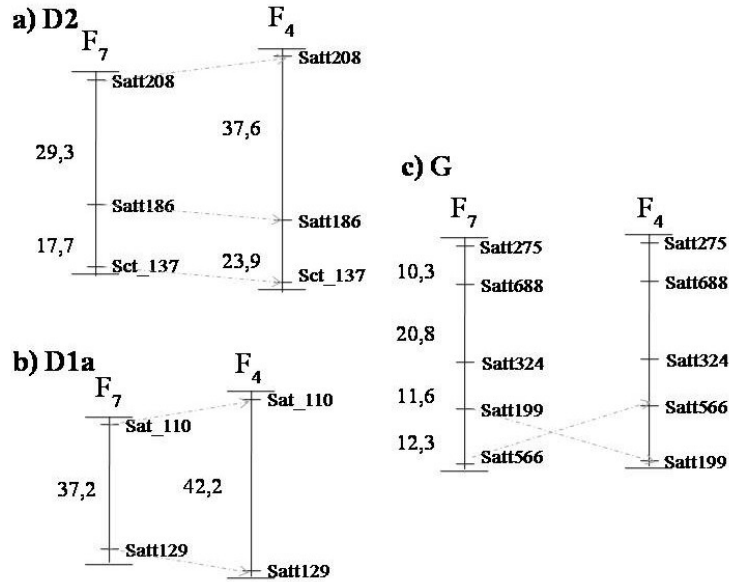 a) D2
F7
F4
Satt208
Satt208
29,3
37,6
Satt186
Satt186
17,7
23,9
Sct_137
Sct_137
b) D1a
F7
F4
Sat_110
Sat_110
37,2
42,2
Satt129
Satt129
c) G
F7
F4
Satt275
Satt275
10,3
Satt688
Satt688
20,8
Satt324
Satt324
11,6
Satt199
Satt566
12,3
Satt566
Satt199